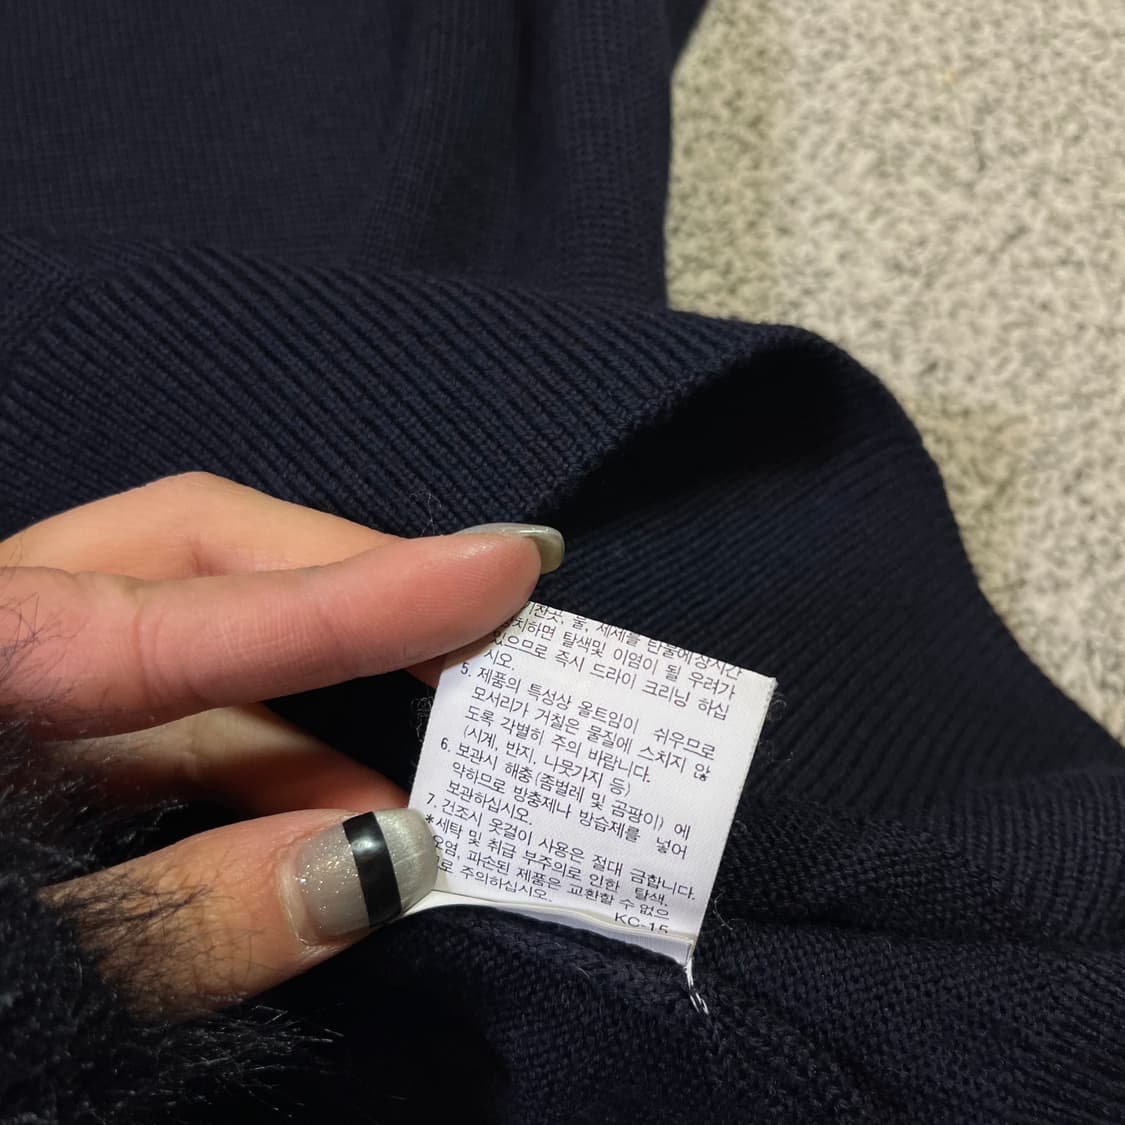 물, 세제를 찬물에장시간
방치하면 탈색및 이염이 될 우려가
있으므로 즉시 드라이 크리닝 하십
시오.
5. 제품의 특성상 올트임이 쉬우므로
모서리가 거칠은 물질에 스치지 않
도록 각별히 주의 바랍니다.
(시계, 반지, 나뭇가지 등)
6. 보관시 해충(좀벌레 및 곰팡이) 에
약하므로 방충제나 방습제를 넣어
보관하십시오.
7. 건조시 옷걸이 사용은 절대 금합니다.
*세탁 및 취급 부주의로 인한 탈색,
오염, 파손된 제품은 교환할 수 없으
므로 주의하십시오.
KC-15